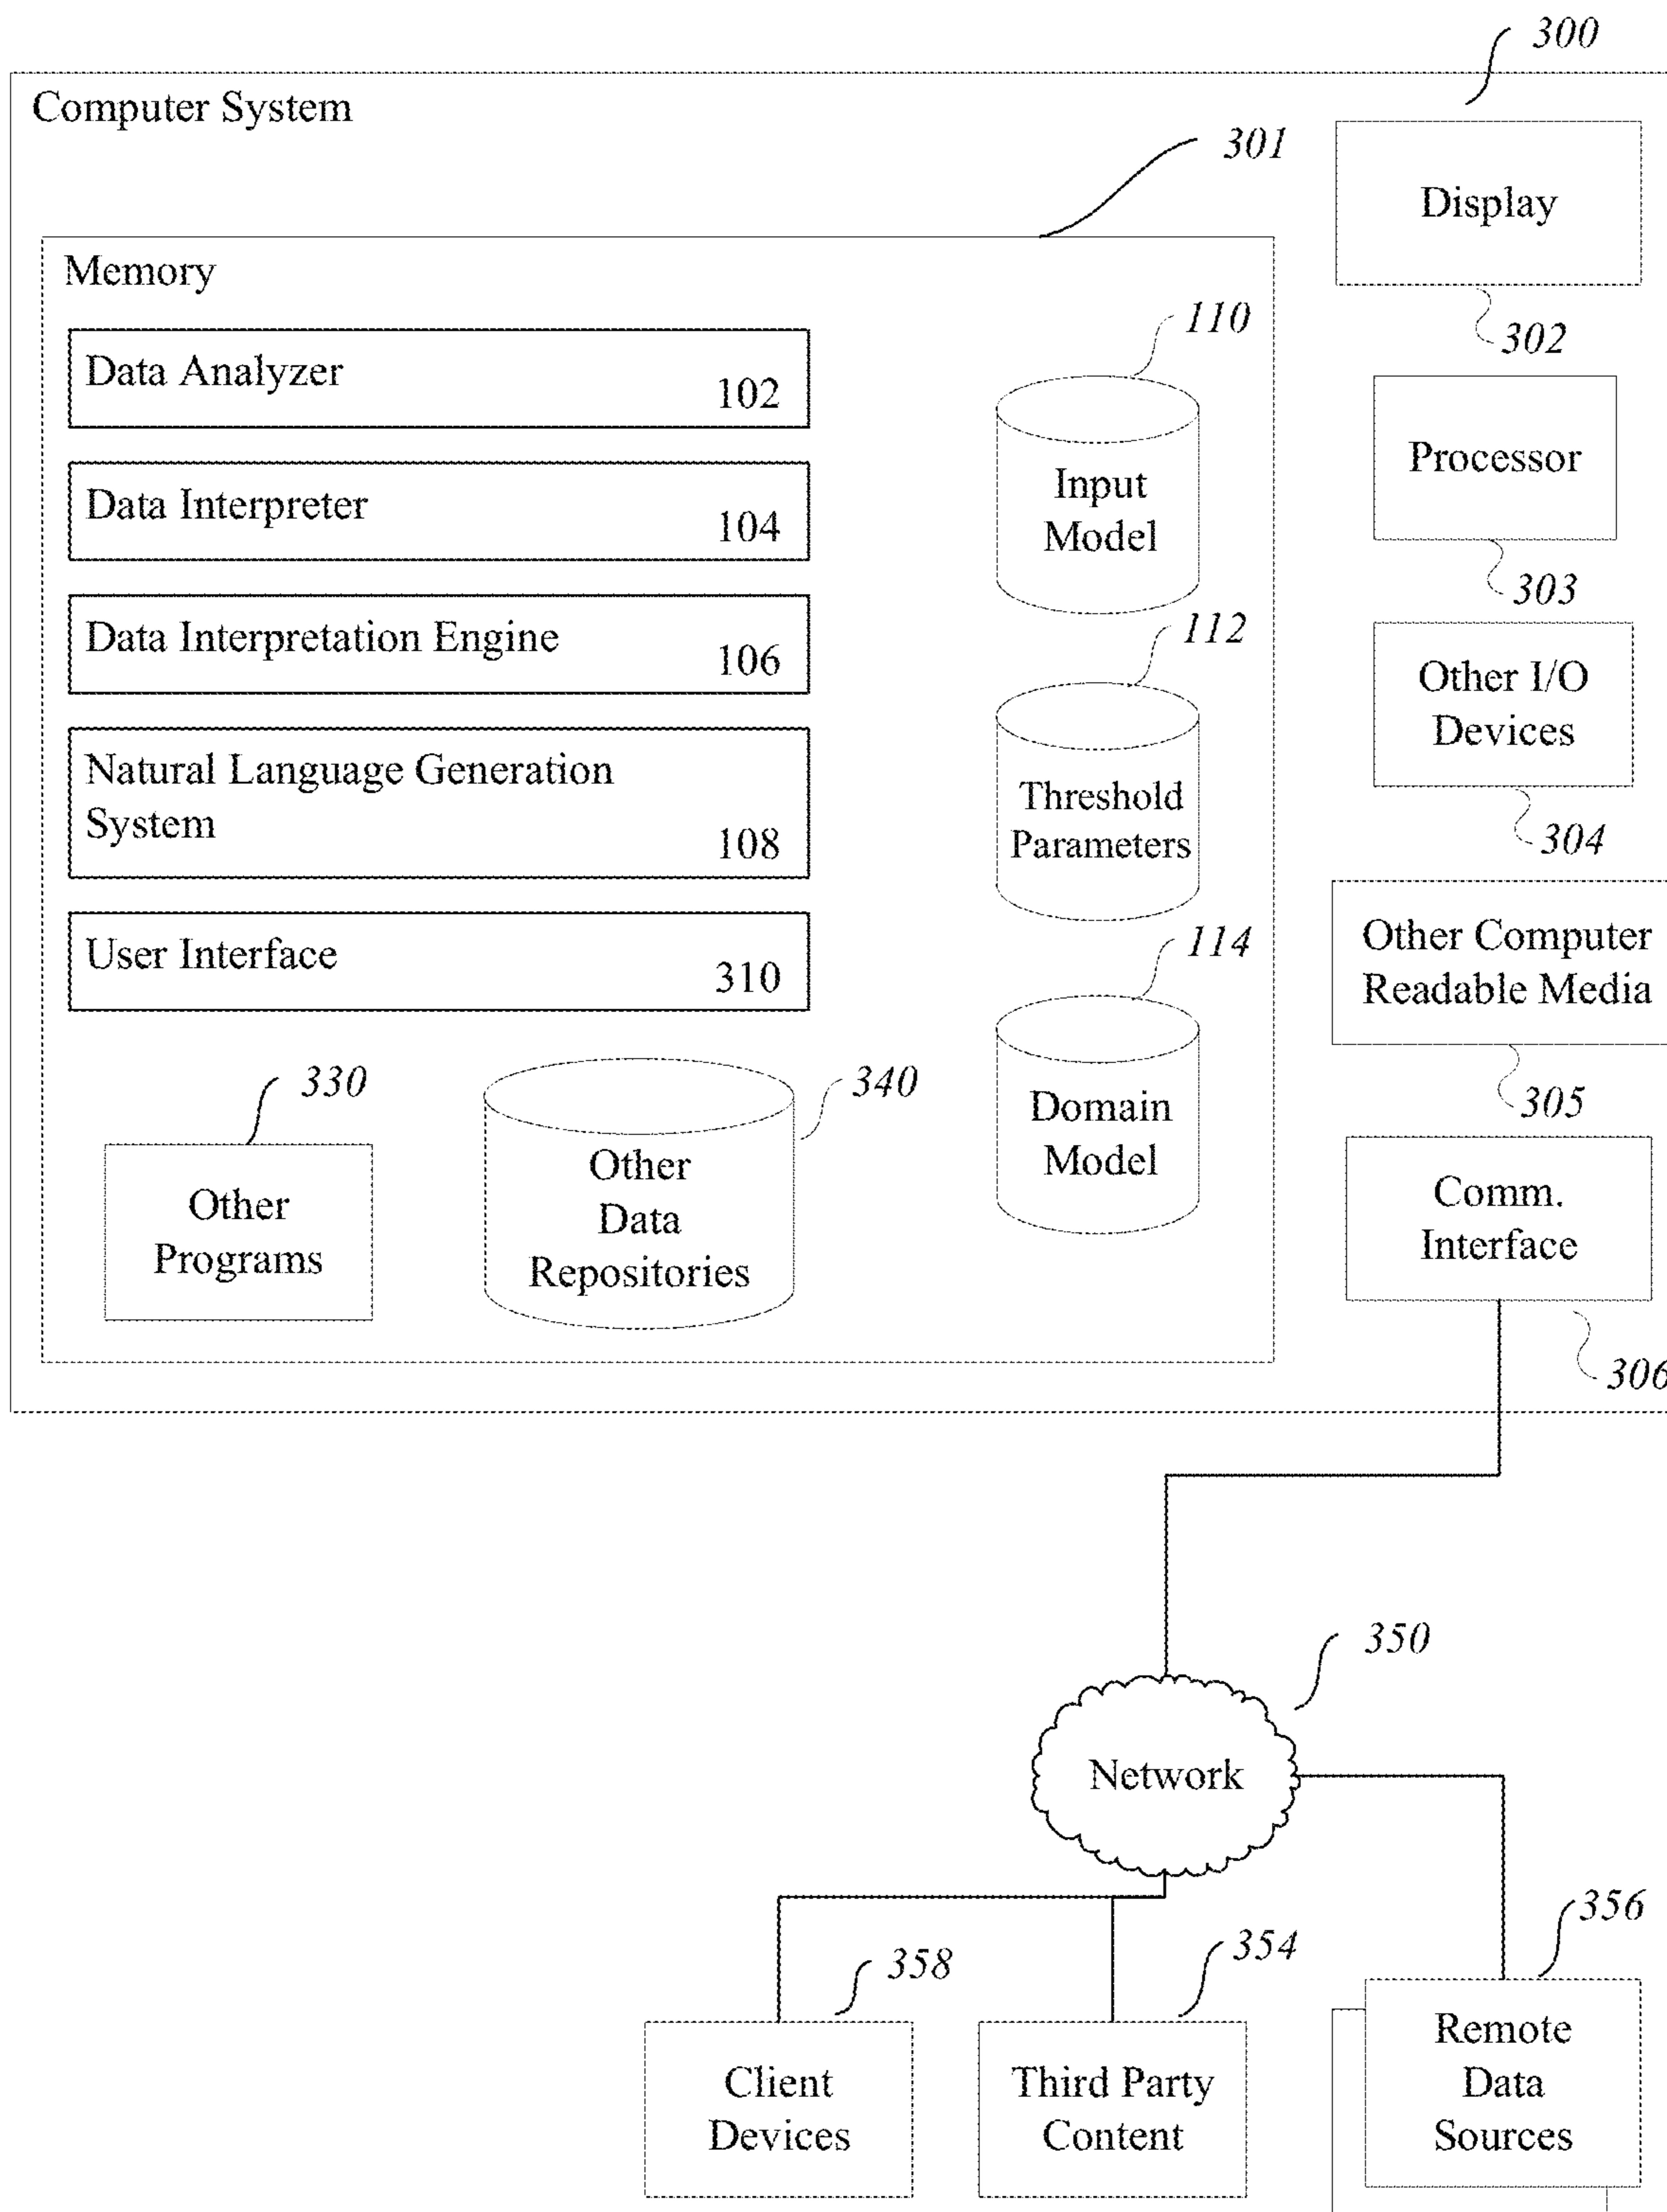 300
Computer System
301
Display
302
Memory
Data Analyzer
102
Data Interpreter
104
Data Interpretation Engine
106
Natural Language Generation
System
108
User Interface
310
110
Input
Model
112
Threshold
Parameters
114
Domain
Model
330
Other
Programs
340
Other
Data
Repositories
Processor
303
Other I/O
Devices
304
Other Computer
Readable Media
305
Comm.
Interface
306
350
Network
358
Client
Devices
354
Third Party
Content
356
Remote
Data
Sources